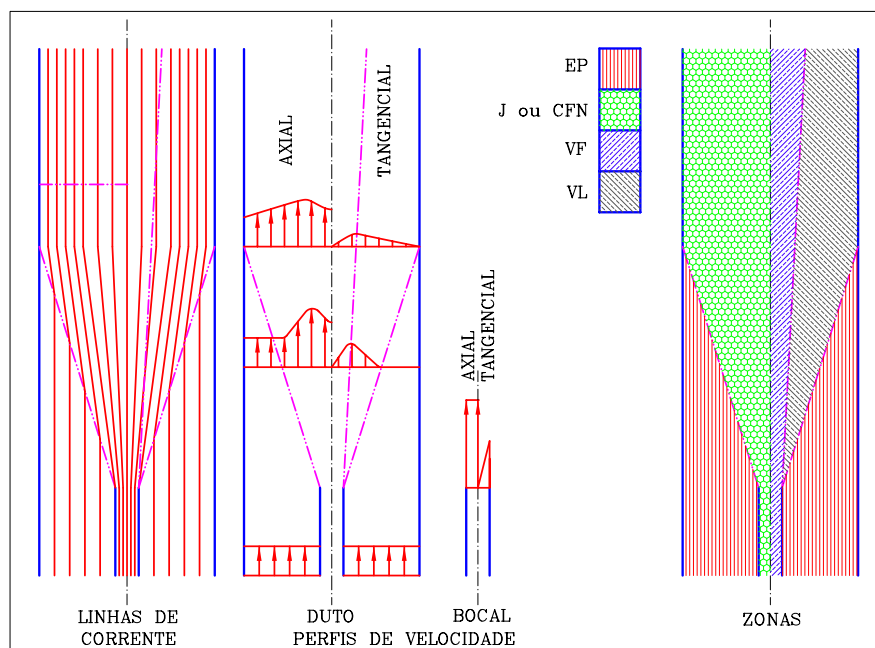 AXIAL
TANGENCIAL
AXIAL
TANGENCIAL
EP
J ou CFN
VF
VL
LINHAS DE
CORRENTE
DUTO
BOCAL
PERFIS DE VELOCIDADE
ZONAS